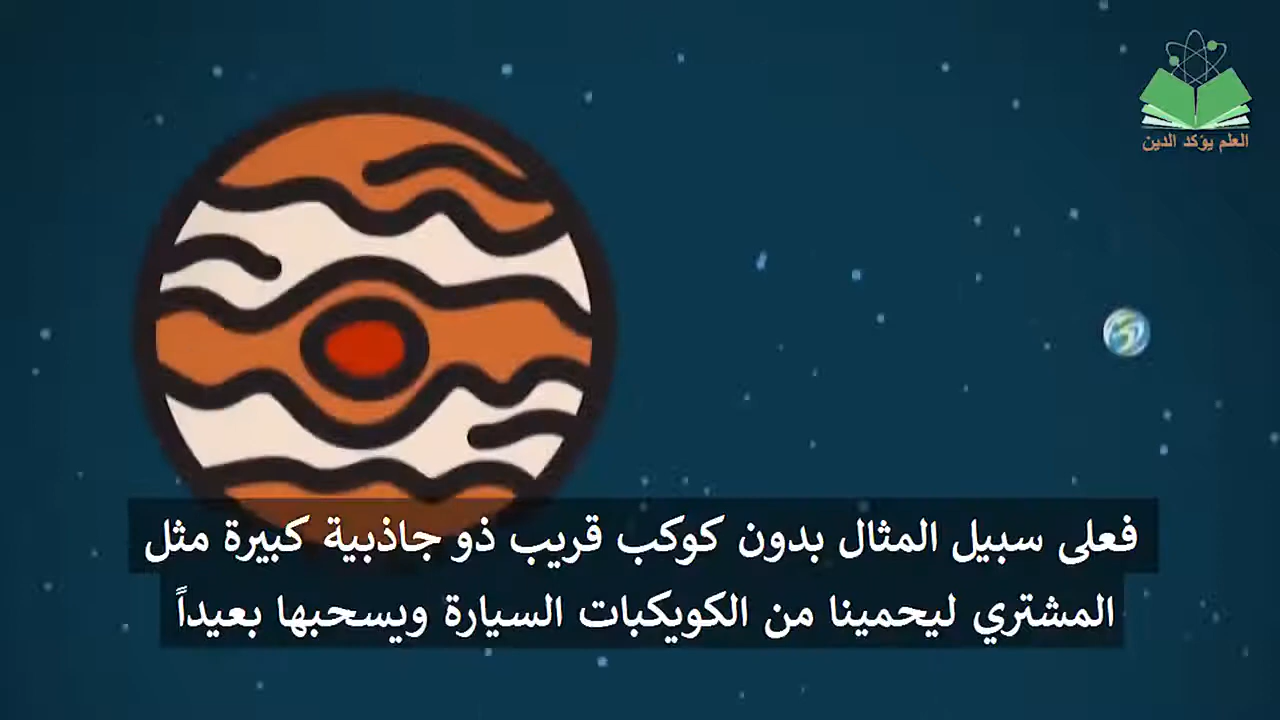 العلم يؤكد الدين
فعلى سبيل المثال بدون كوكب قريب ذو جاذبية كبيرة مثل
المشتري ليحمينا من الكويكبات السيارة ويسحبها بعيداً